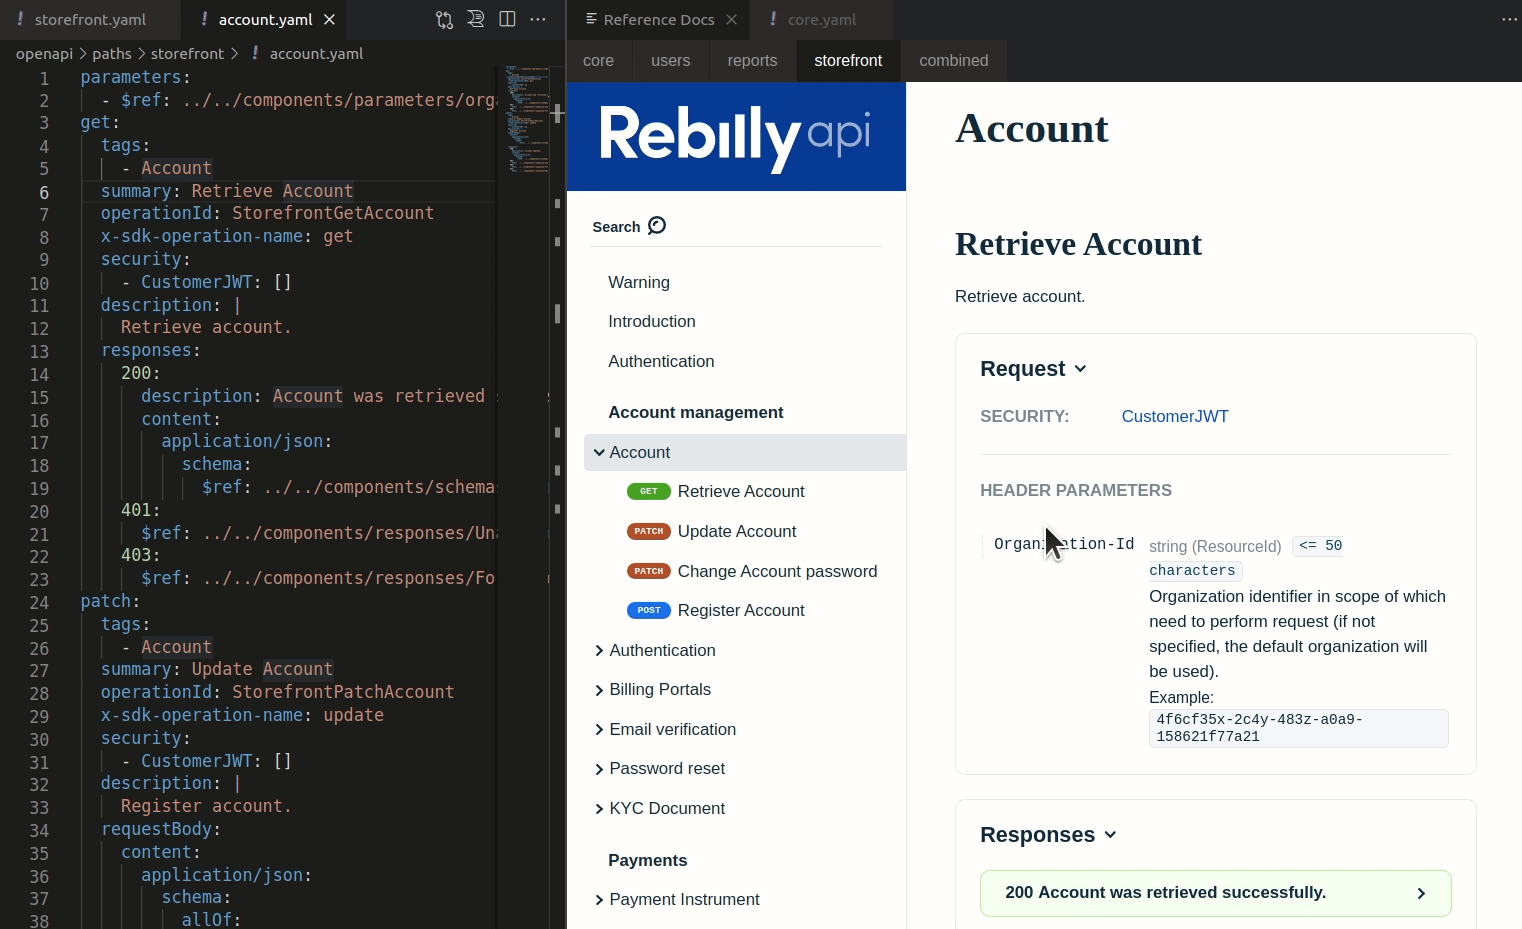 ! storefront.yaml
! account.yaml ×
openapi > paths > storefront > ! account.yaml
1 parameters:
2 - $ref: ../../components/parameters/orga
3 get:
4 tags:
5 - Account
6 summary: Retrieve Account
7 operationId: StorefrontGetAccount
8 x-sdk-operation-name: get
9 security:
10 - CustomerJWT: []
11 description: |
12 Retrieve account.
13 responses:
14 200:
15 description: Account was retrieved
16 content:
17 application/json:
18 schema:
19 $ref: ../../components/schema
20 401:
21 $ref: ../../components/responses/Una
22 403:
23 $ref: ../../components/responses/Fo
24 patch:
25 tags:
26 - Account
27 summary: Update Account
28 operationId: StorefrontPatchAccount
29 x-sdk-operation-name: update
30 security:
31 - CustomerJWT: []
32 description: |
33 Register account.
34 requestBody:
35 content:
36 application/json:
37 schema:
38 allOf:
Reference Docs ×
! core.yaml
core users reports storefront combined
Rebilly api
Search
Warning
Introduction
Authentication
Account management
Account
GET Retrieve Account
PATCH Update Account
PATCH Change Account password
POST Register Account
Authentication
Billing Portals
Email verification
Password reset
KYC Document
Payments
Payment Instrument
Account
Retrieve Account
Retrieve account.
Request
SECURITY: CustomerJWT
HEADER PARAMETERS
string (ResourceId) <= 50
characters
Organization identifier in scope of which
need to perform request (if not
specified, the default organization will
be used).
Example:
4f6cf35x-2c4y-483z-a0a9-
158621f77a21
Responses
200 Account was retrieved successfully.